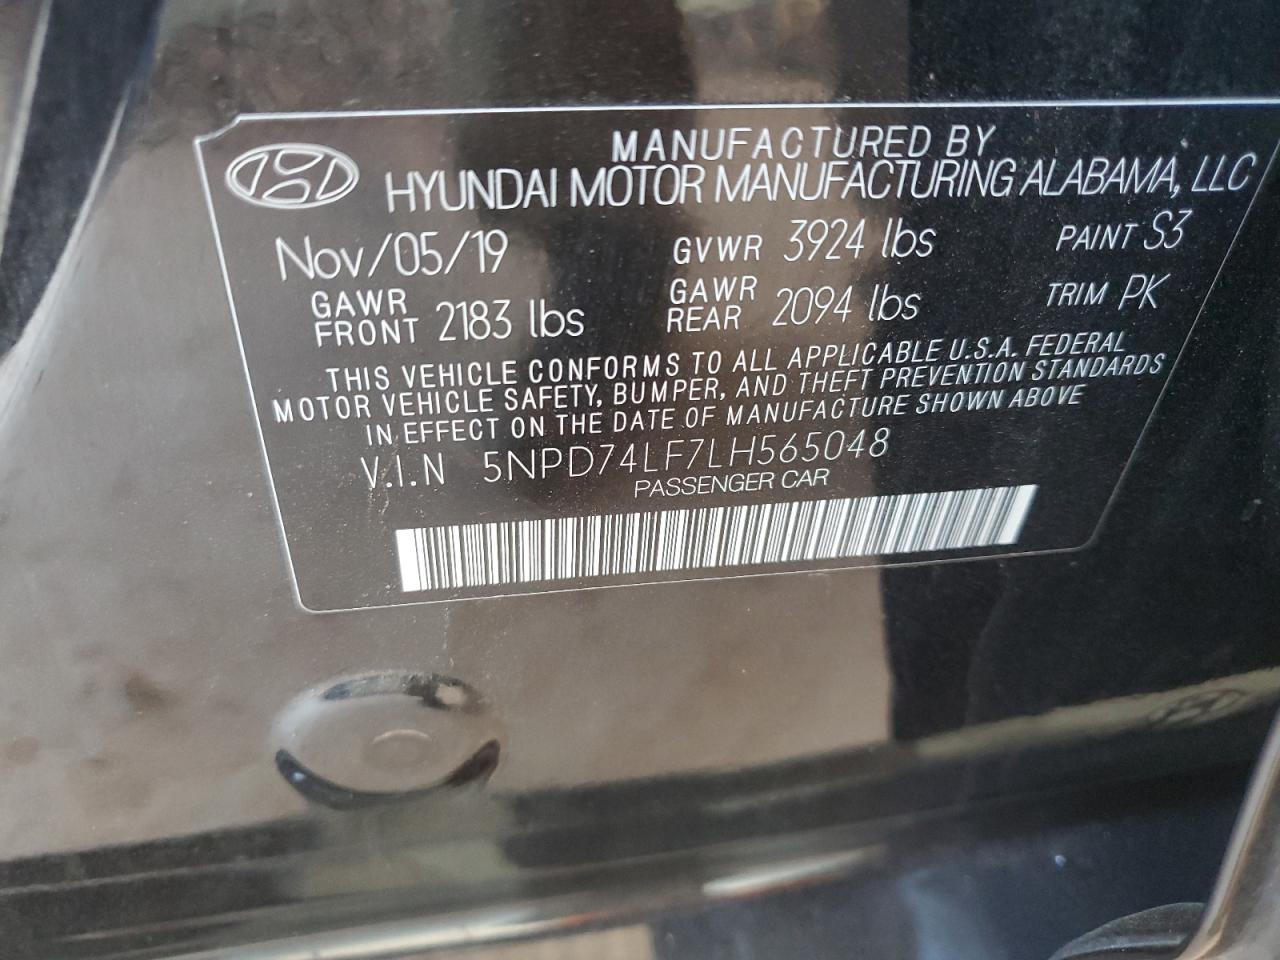 MANUFACTURED BY
HYUNDAI MOTOR MANUFACTURING ALABAMA, LLC
Nov/05/19 GVWR 3924 lbs PAINT S3
GAWR FRONT 2183 lbs GAWR REAR 2094 lbs TRIM PK
THIS VEHICLE CONFORMS TO ALL APPLICABLE U.S.A. FEDERAL
MOTOR VEHICLE SAFETY, BUMPER, AND THEFT PREVENTION STANDARDS
IN EFFECT ON THE DATE OF MANUFACTURE SHOWN ABOVE
V.I.N 5NPD74LF7LH565048
PASSENGER CAR